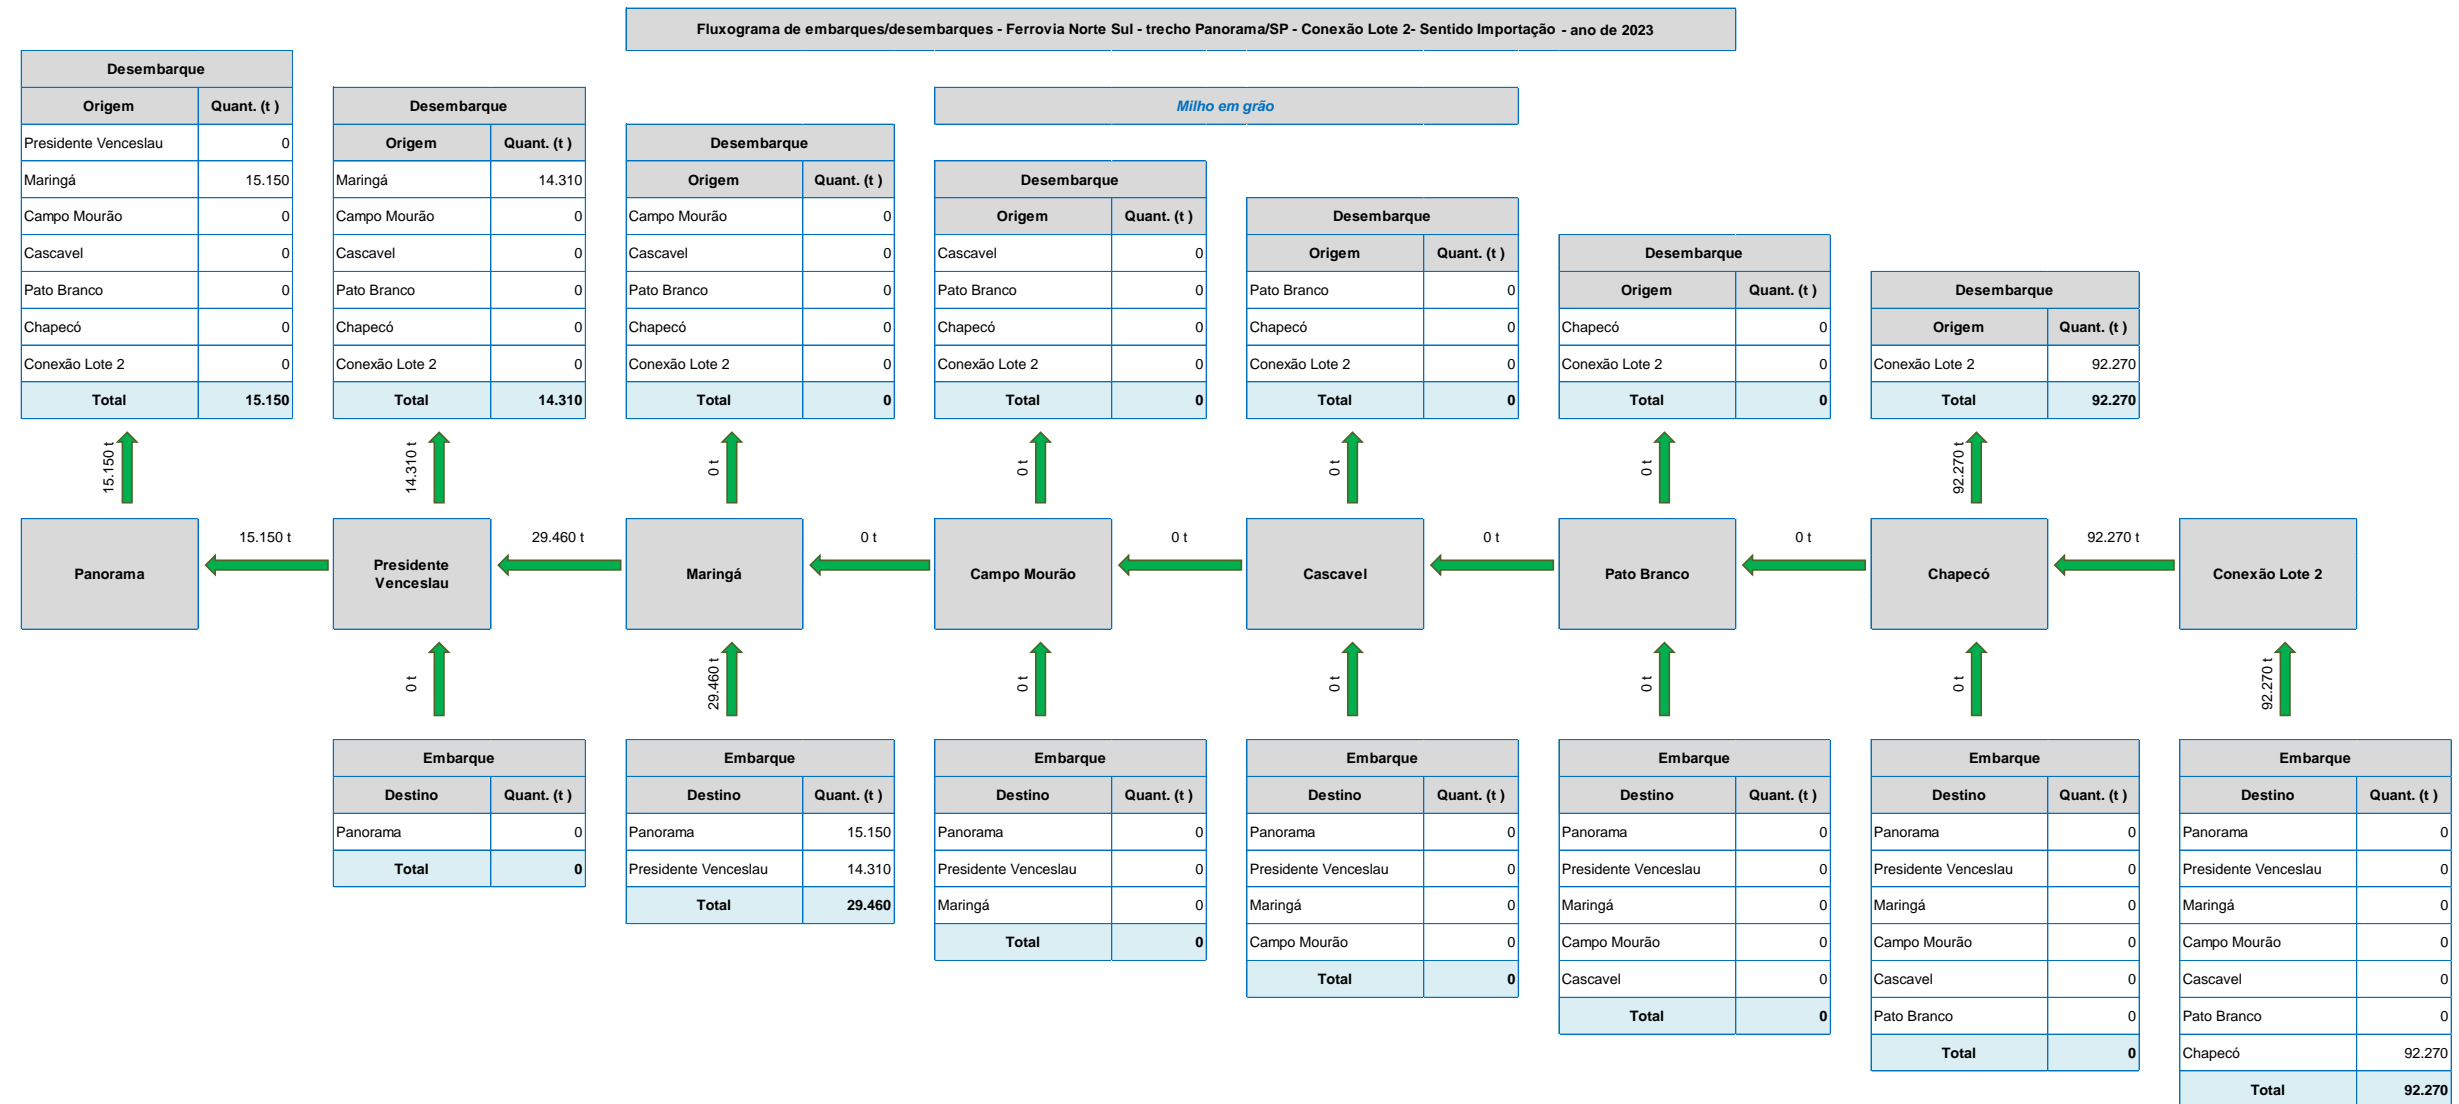 Fluxograma de embarques/desembarques - Ferrovia Norte Sul - trecho Panorama/SP - Conexão Lote 2- Sentido Importação - ano de 2023
Milho em grão
Desembarque
Origem Quant. (t )
Presidente Venceslau 0
Maringá 15.150
Campo Mourão 0
Cascavel 0
Pato Branco 0
Chapecó 0
Conexão Lote 2 0
Total 15.150
Desembarque
Origem Quant. (t )
Maringá 14.310
Campo Mourão 0
Cascavel 0
Pato Branco 0
Chapecó 0
Conexão Lote 2 0
Total 14.310
Desembarque
Origem Quant. (t )
Campo Mourão 0
Cascavel 0
Pato Branco 0
Chapecó 0
Conexão Lote 2 0
Total 0
Desembarque
Origem Quant. (t )
Cascavel 0
Pato Branco 0
Chapecó 0
Conexão Lote 2 0
Total 0
Desembarque
Origem Quant. (t )
Pato Branco 0
Chapecó 0
Conexão Lote 2 0
Total 0
Desembarque
Origem Quant. (t )
Chapecó 0
Conexão Lote 2 0
Total 0
Desembarque
Origem Quant. (t )
Conexão Lote 2 92.270
Total 92.270
15.150 t
14.310 t
0 t
0 t
0 t
0 t
92.270 t
Panorama
15.150 t
Presidente
Venceslau
29.460 t
Maringá
0 t
Campo Mourão
0 t
Cascavel
0 t
Pato Branco
0 t
Chapecó
92.270 t
Conexão Lote 2
0 t
29.460 t
0 t
0 t
0 t
0 t
92.270 t
Embarque
Destino Quant. (t )
Panorama 0
Total 0
Embarque
Destino Quant. (t )
Panorama 15.150
Presidente Venceslau 14.310
Total 29.460
Embarque
Destino Quant. (t )
Panorama 0
Presidente Venceslau 0
Maringá 0
Total 0
Embarque
Destino Quant. (t )
Panorama 0
Presidente Venceslau 0
Maringá 0
Campo Mourão 0
Total 0
Embarque
Destino Quant. (t )
Panorama 0
Presidente Venceslau 0
Maringá 0
Campo Mourão 0
Cascavel 0
Total 0
Embarque
Destino Quant. (t )
Panorama 0
Presidente Venceslau 0
Maringá 0
Campo Mourão 0
Cascavel 0
Pato Branco 0
Total 0
Embarque
Destino Quant. (t )
Panorama 0
Presidente Venceslau 0
Maringá 0
Campo Mourão 0
Cascavel 0
Pato Branco 0
Chapecó 92.270
Total 92.270